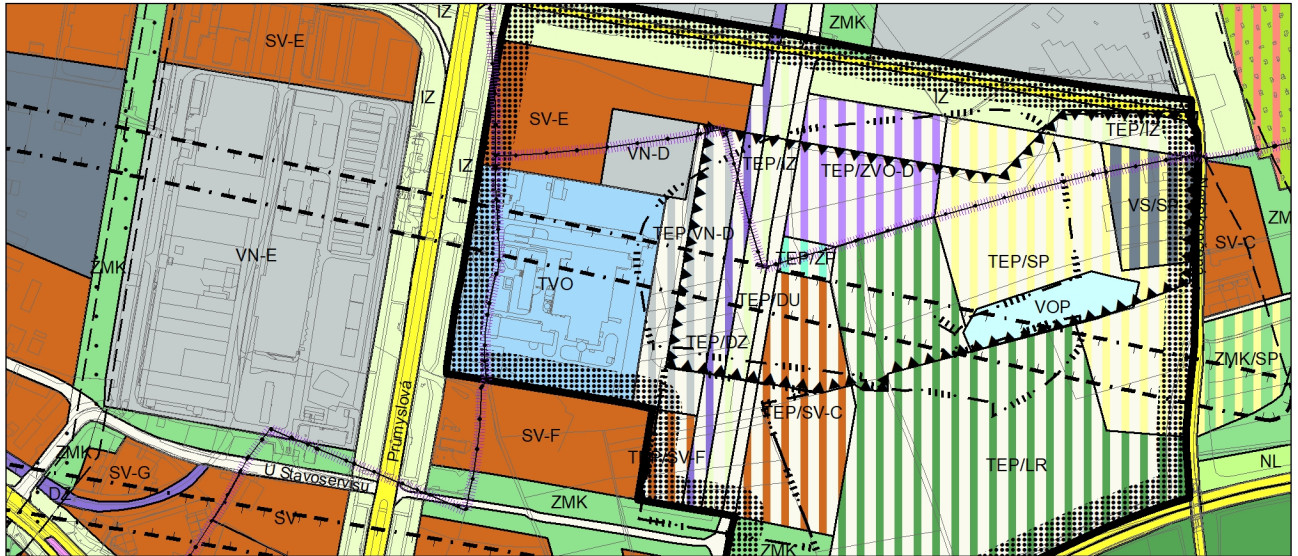 IZ
ZMK
SV-E
IZ
IZ
SV-E
TEP/IZ
VN-D
IZ
TEP/IZ
TEP/ZVO-D
VS/SP
ZM
TEP/VN-D
SV-C
VN-E
TEP/ZF
TEP/SP
ZMK
TVO
TEP/DU
VOP
TEP/DZ
ZMK/SP
Průmyslová
TEP/SV-C
SV-F
ZMK
TEP/SV-F
SV-G
U Stavoservisu
TEP/LR
NL
DZ
ZMK
SV
ZMK